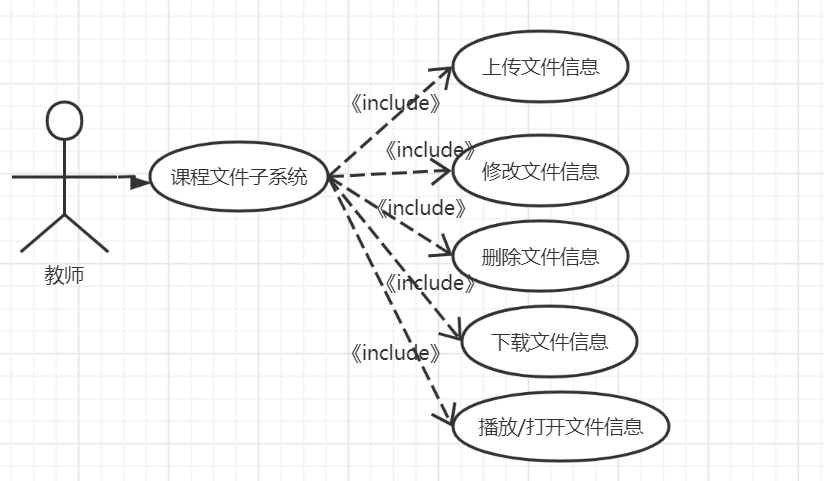 上传文件信息
《include》
《include》
修改文件信息
课程文件子系统
《include》
删除文件信息
教师
《include》
下载文件信息
《include》
播放/打开文件信息